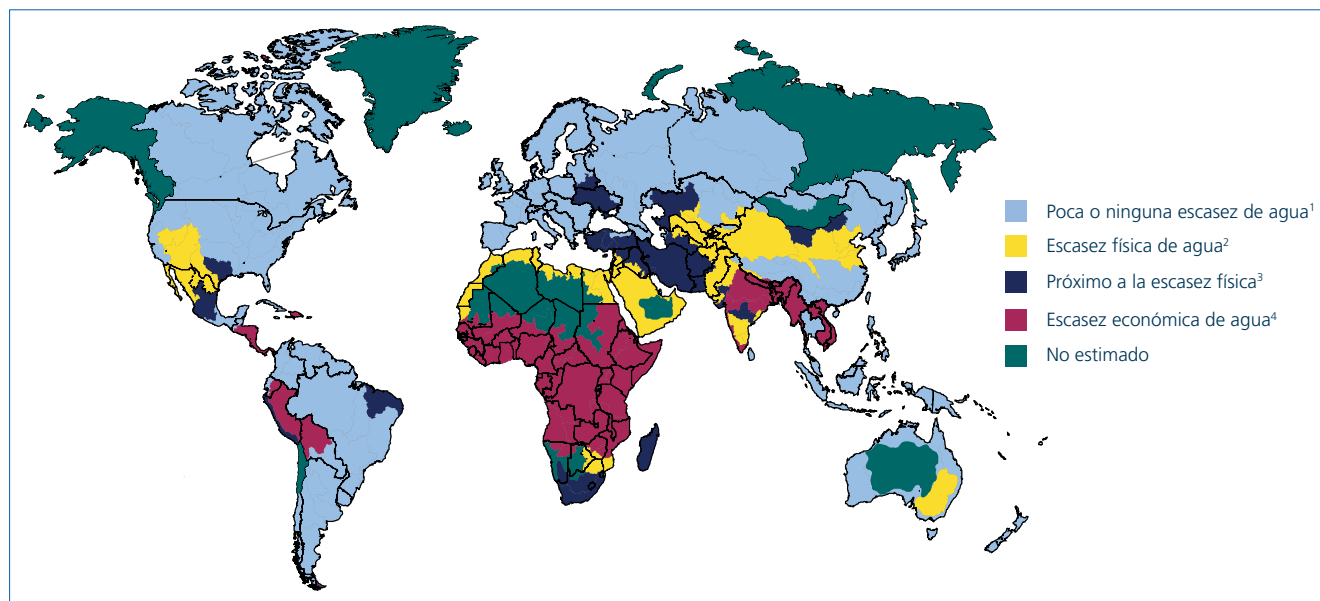 Poca o ninguna escasez de agua¹
Escasez física de agua²
Próximo a la escasez física³
Escasez económica de agua⁴
No estimado